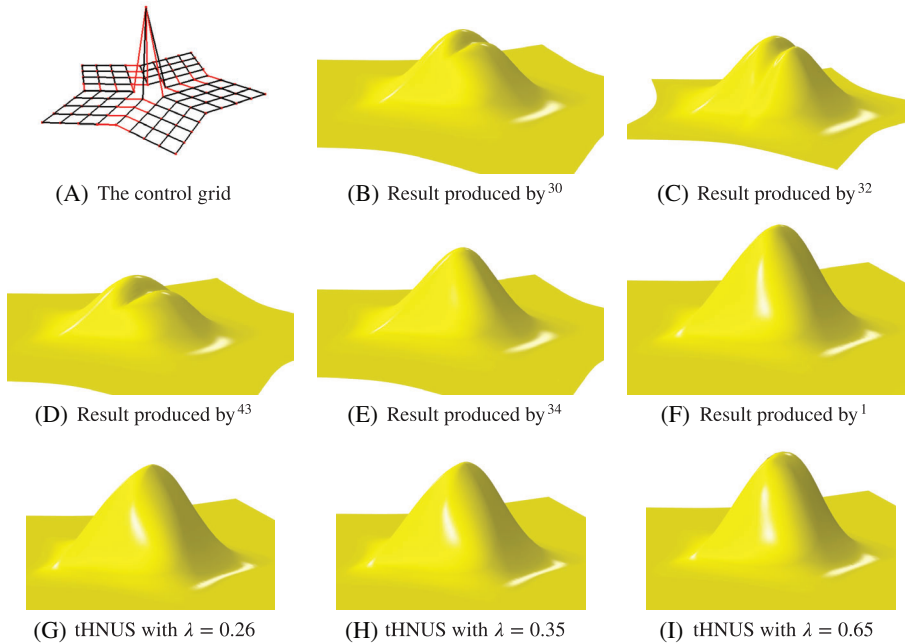 (A) The control grid
(B) Result produced by 30
(C) Result produced by 32
(D) Result produced by 43
(E) Result produced by 34
(F) Result produced by 1
(G) tHNUS with λ = 0.26
(H) tHNUS with λ = 0.35
(I) tHNUS with λ = 0.65